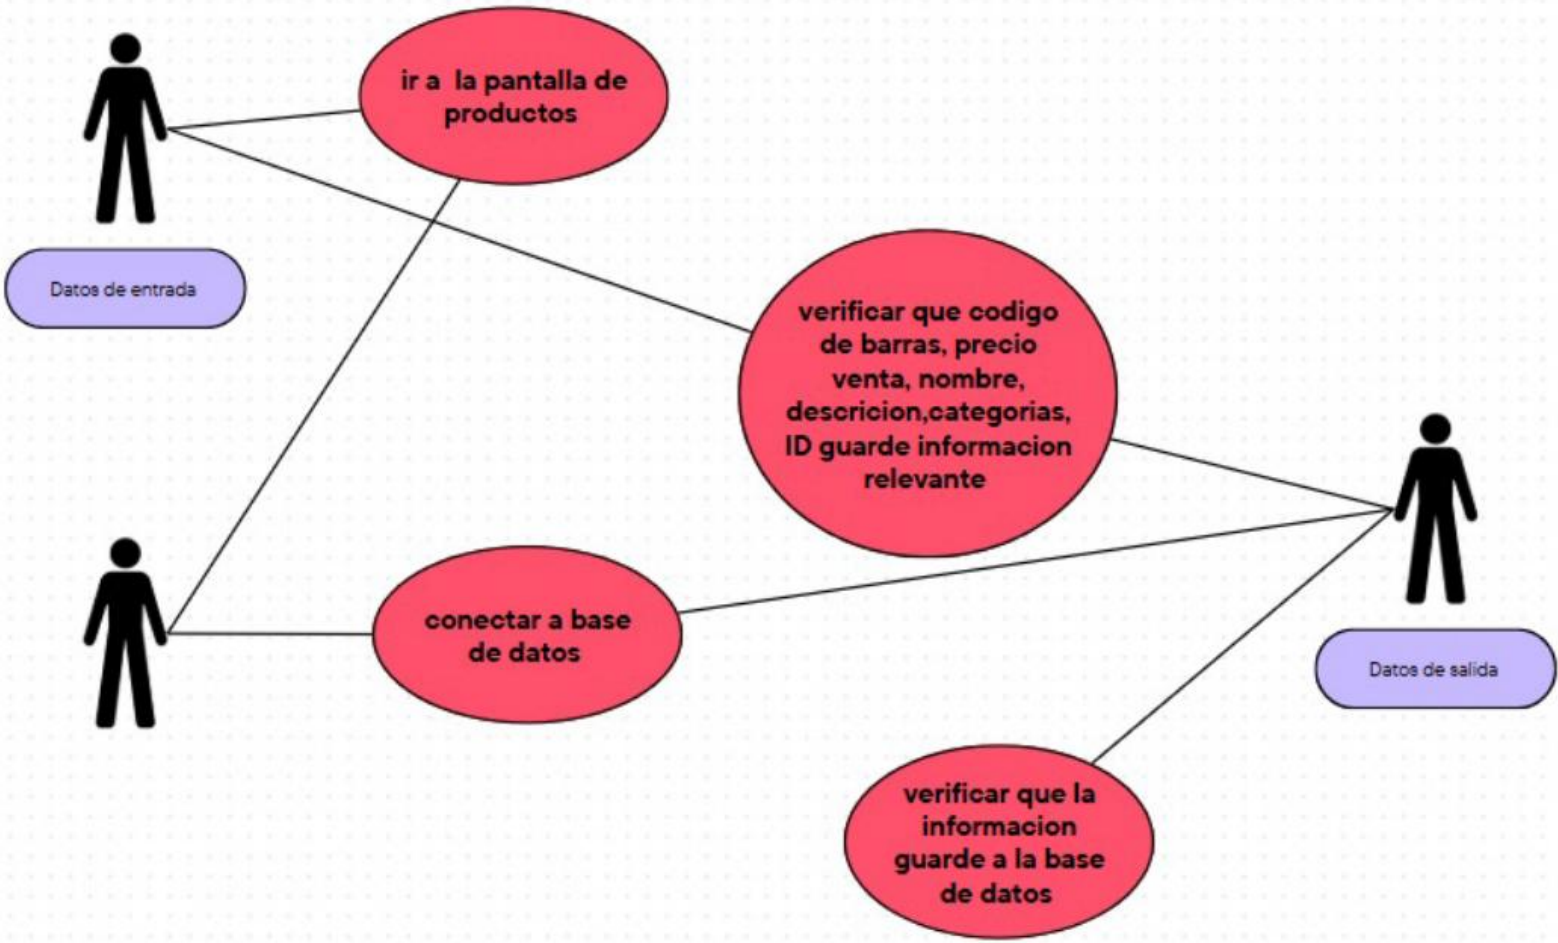 ir a la pantalla de
productos
Datos de entrada
verificar que codigo
de barras, precio
venta, nombre,
descricion,categorias,
ID guarde informacion
relevante
conectar a base
de datos
Datos de salida
verificar que la
informacion
guarde a la base
de datos